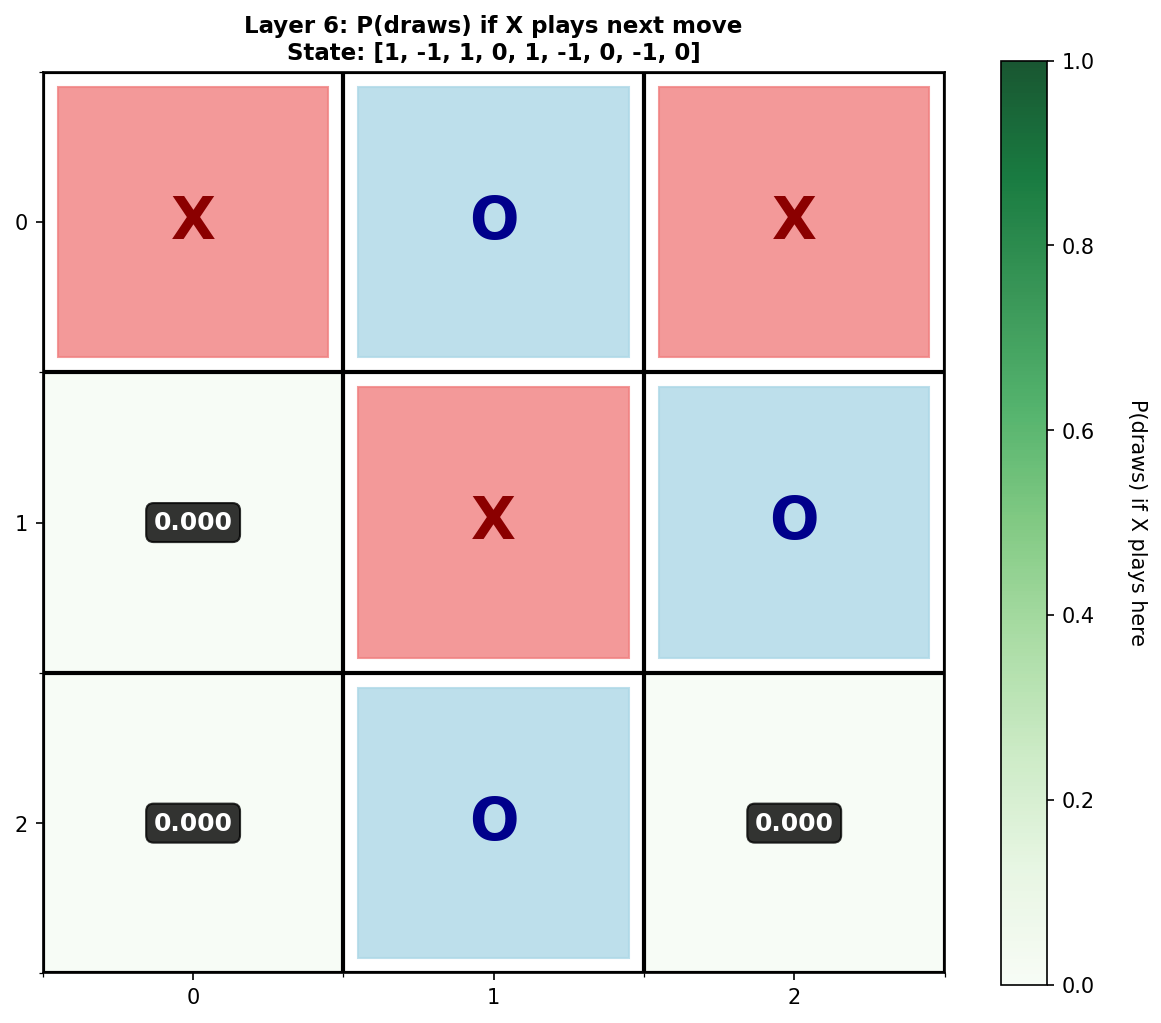 Layer 6: P(draws) if X plays next move
State: [1, -1, 1, 0, 1, -1, 0, -1, 0]
X O X
0
0.000 X O
1
0.000 O 0.000
2
0 1 2
1.0
0.8
0.6
0.4
0.2
0.0
P(draws) if X plays here